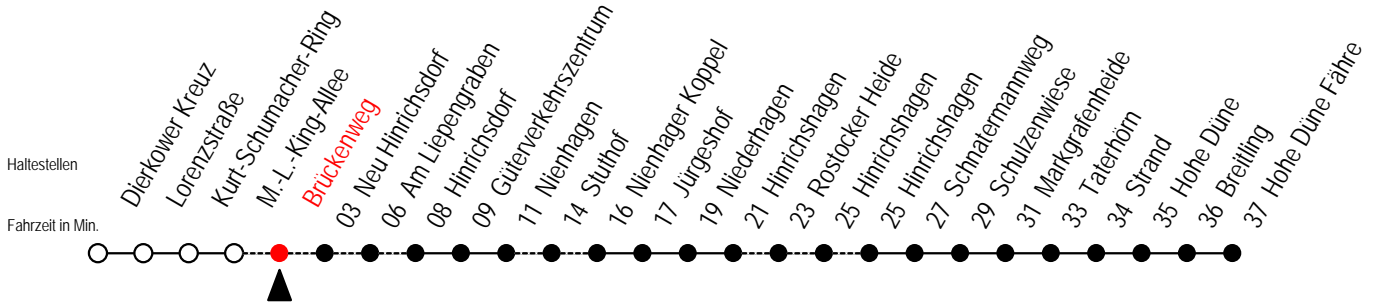 Haltestellen
Dierkower Kreuz
Lorenzstraße
Kurt-Schumacher-Ring
M.-L.-King-Allee
Brückenweg
03 Neu Hinrichsdorf
06 Am Liepengraben
08 Hinrichsdorf
09 Güterverkehrszentrum
11 Nienhagen
14 Stuthof
16 Nienhager Koppel
17 Jürgeshof
19 Niederhagen
21 Hinrichshagen
23 Rostocker Heide
25 Hinrichshagen
25 Hinrichshagen
27 Schnatermannweg
29 Schulzenwiese
31 Markgrafenheide
33 Taterhörn
34 Strand
35 Hohe Düne
36 Breitling
37 Hohe Düne Fähre
Fahrzeit in Min.